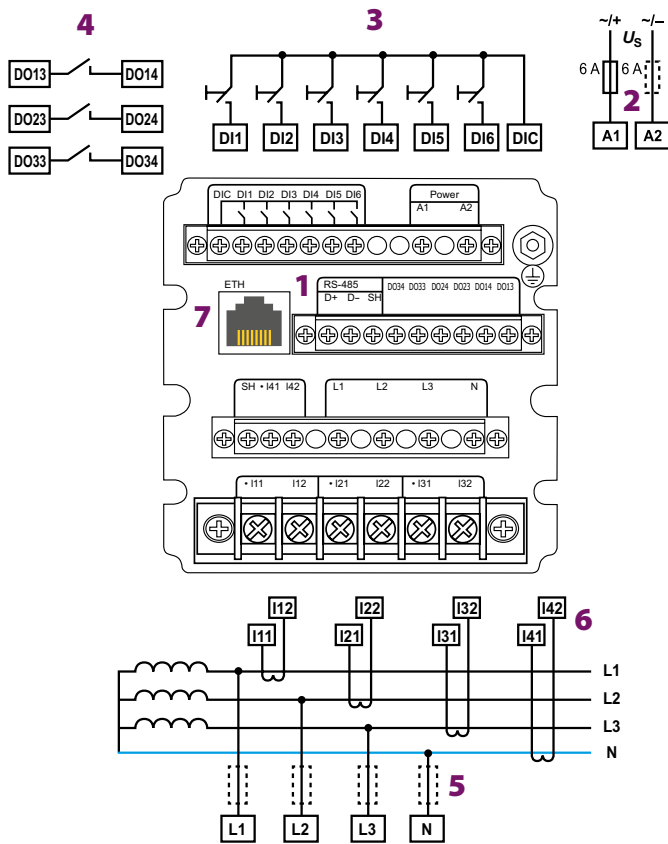 4
3
~/+ ~/–
US
6 A 6 A
2
DO13 DO14
DO23 DO24
DO33 DO34
DI1 DI2 DI3 DI4 DI5 DI6 DIC
A1 A2
DIC DI1 DI2 DI3 DI4 DI5 DI6
Power
A1 A2
ETH
7
1
RS-485
D+ D– SH
DO34 DO33 DO24 DO23 DO14 DO13
SH • I41 I42
L1 L2 L3 N
• I11 I12 • I21 I22 • I31 I32
I12 I22 I32 I42
I11 I21 I31 I41
6
L1
L2
L3
N
5
L1 L2 L3 N